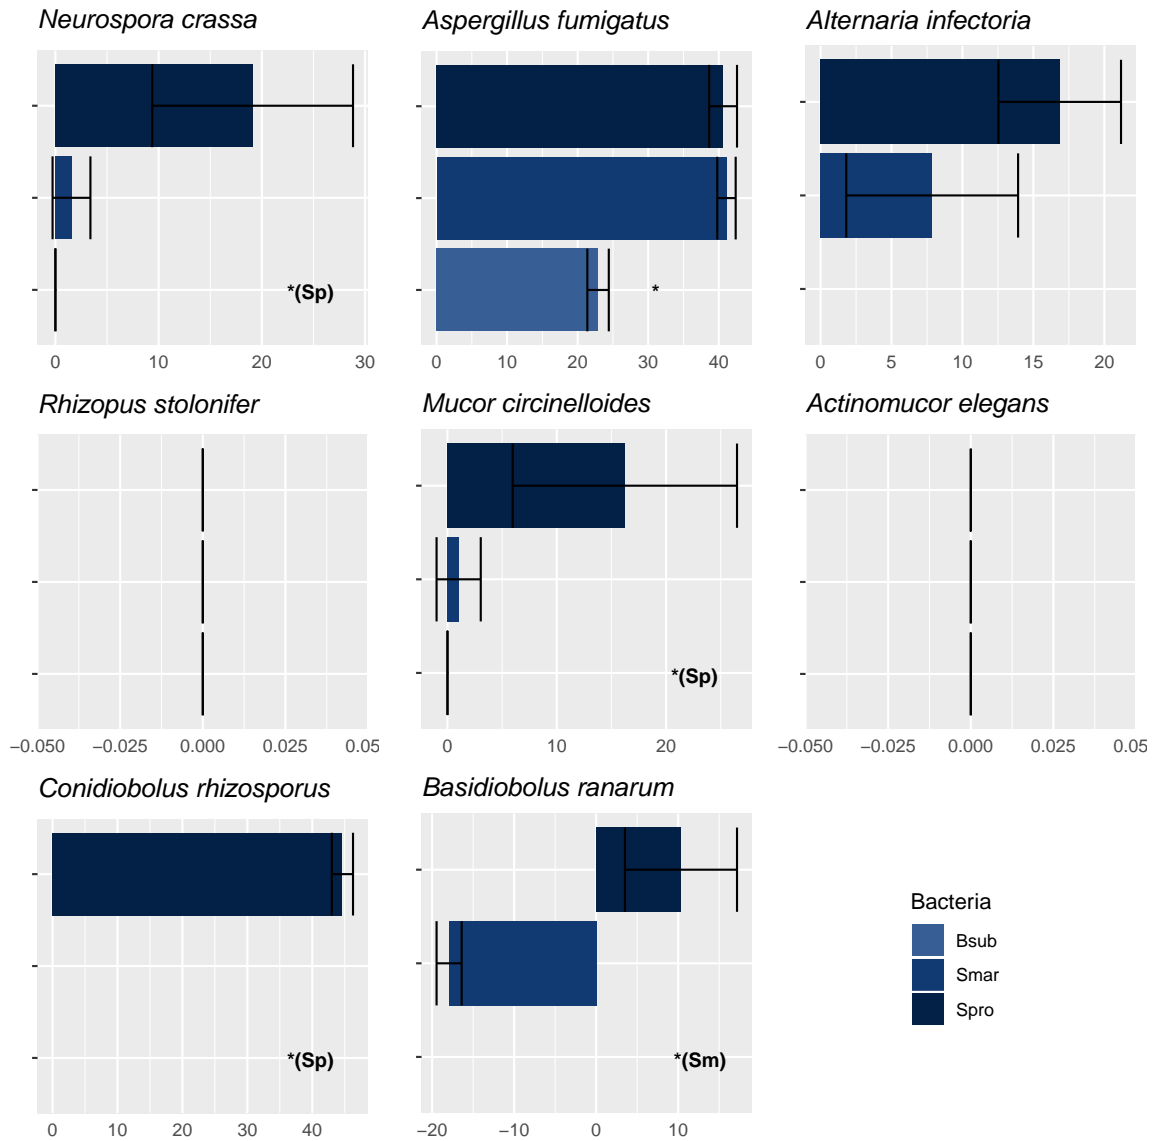 Neurospora crassa
Aspergillus fumigatus
Alternaria infectoria
*(Sp)
*
0 10 20 30
0 10 20 30 40
0 5 10 15 20
Rhizopus stolonifer
Mucor circinelloides
Actinomucor elegans
*(Sp)
−0.050 −0.025 0.000 0.025 0.05
0 10 20
−0.050 −0.025 0.000 0.025 0.05
Conidiobolus rhizosporus
Basidiobolus ranarum
Bacteria
Bsub
Smar
Spro
*(Sp)
*(Sm)
0 10 20 30 40
−20 −10 0 10